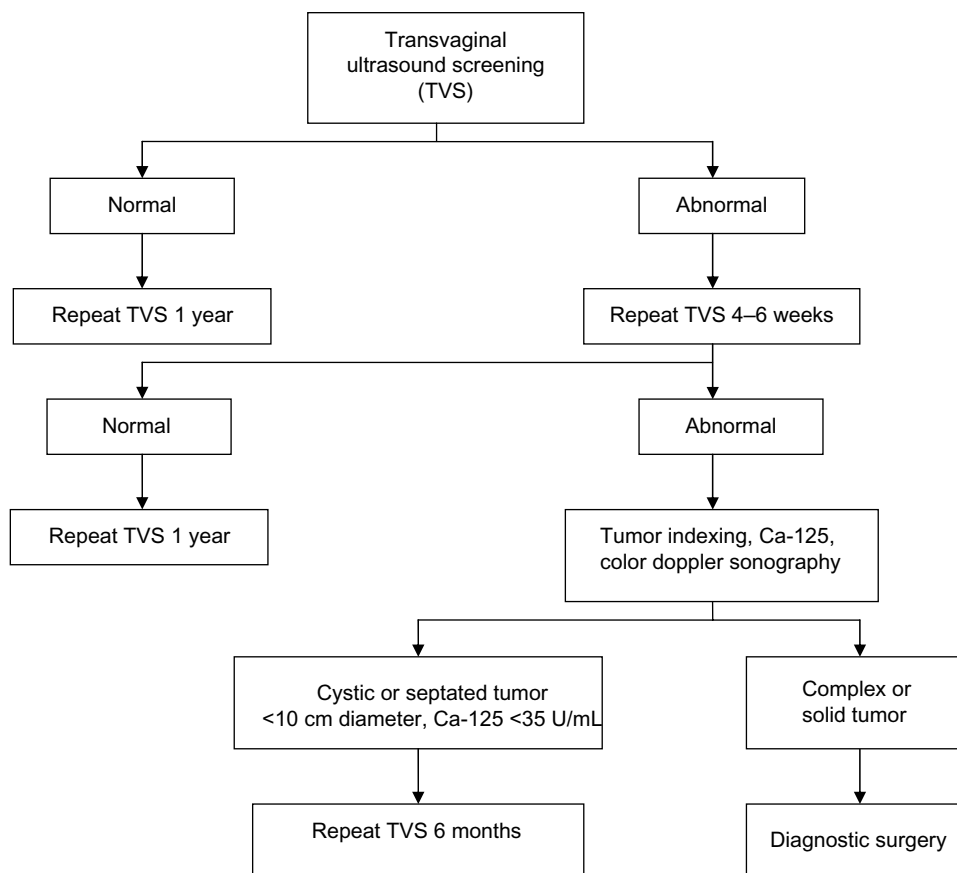 Transvaginal
ultrasound screening
(TVS)
Normal
Abnormal
Repeat TVS 1 year
Repeat TVS 4–6 weeks
Normal
Abnormal
Repeat TVS 1 year
Tumor indexing, Ca-125,
color doppler sonography
Cystic or septated tumor
<10 cm diameter, Ca-125 <35 U/mL
Complex or
solid tumor
Repeat TVS 6 months
Diagnostic surgery